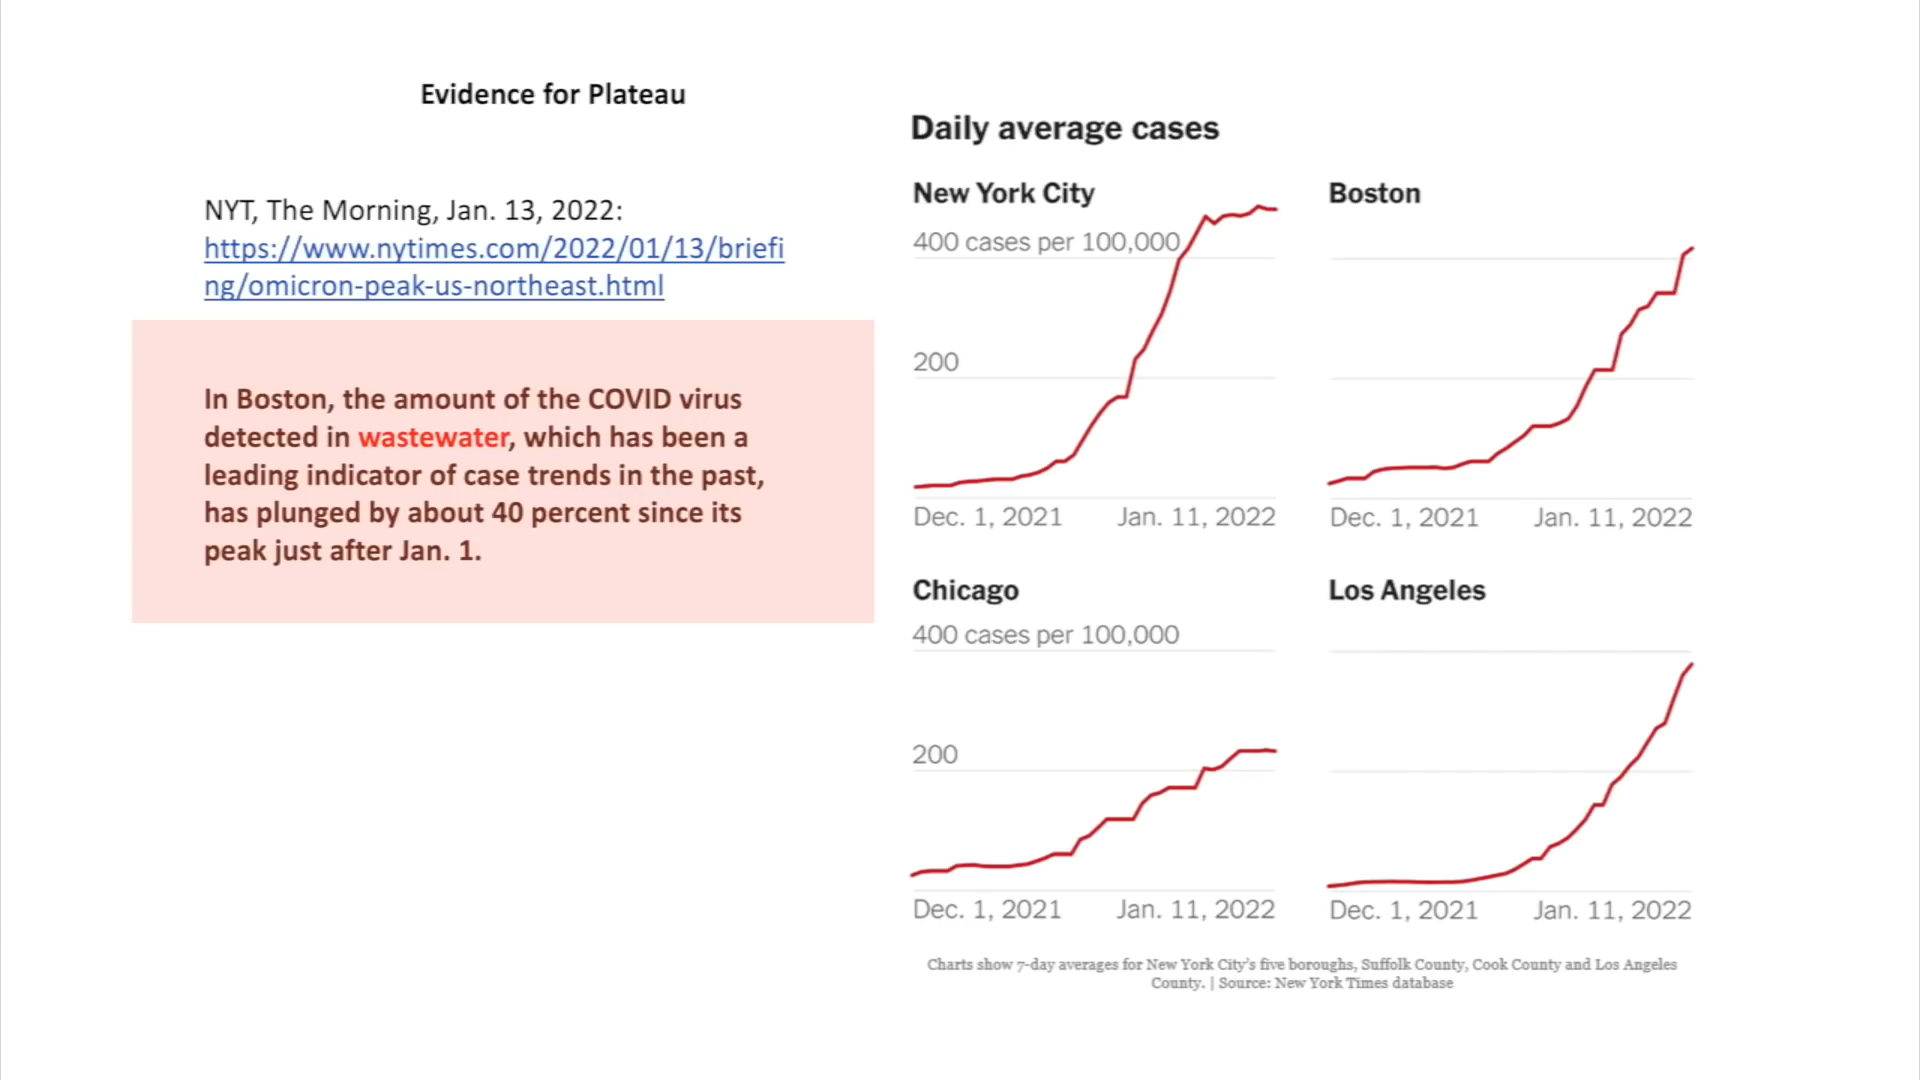 Evidence for Plateau
NYT, The Morning, Jan. 13, 2022:
https://www.nytimes.com/2022/01/13/briefi
ng/omicron-peak-us-northeast.html
In Boston, the amount of the COVID virus
detected in wastewater, which has been a
leading indicator of case trends in the past,
has plunged by about 40 percent since its
peak just after Jan. 1.
Daily average cases
New York City
400 cases per 100,000
200
Dec. 1, 2021
Jan. 11, 2022
Boston
Dec. 1, 2021
Jan. 11, 2022
Chicago
400 cases per 100,000
200
Dec. 1, 2021
Jan. 11, 2022
Los Angeles
Dec. 1, 2021
Jan. 11, 2022
Charts show 7-day averages for New York City's five boroughs, Suffolk County, Cook County and Los Angeles
County. | Source: New York Times database